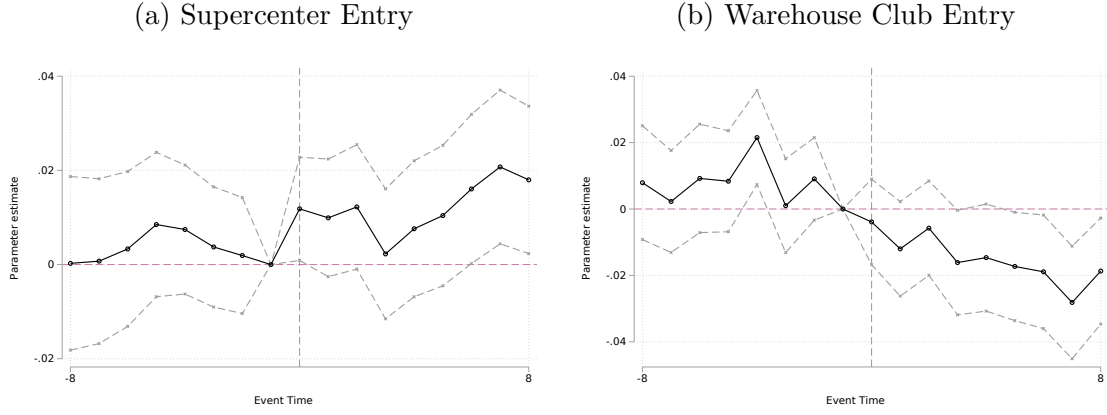 (a) Supercenter Entry
(b) Warehouse Club Entry
.04
.02
0
-.02
Parameter estimate
-8
8
Event Time
.04
.02
0
-.02
-.04
Parameter estimate
-8
8
Event Time